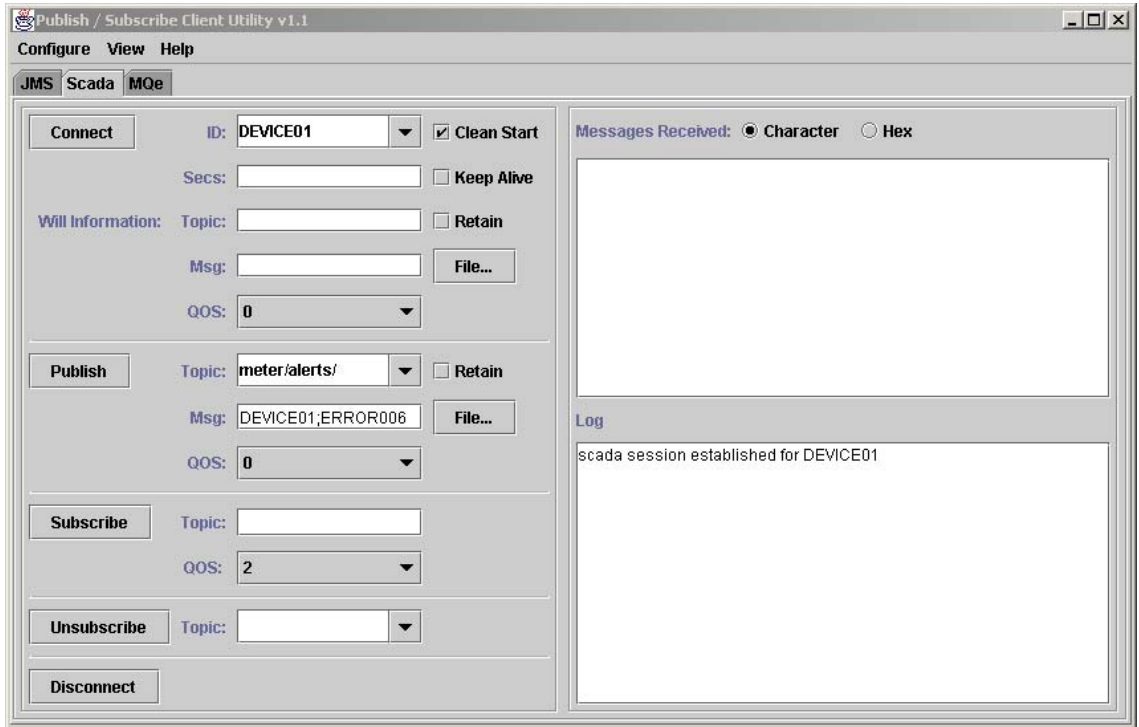 Publish / Subscribe Client Utility v1.1
Configure View Help
JMS Scada MQe
Connect ID: DEVICE01 Clean Start
Secs: Keep Alive
Will Information: Topic: Retain
Msg: File...
QOS: 0
Publish Topic: meter/alerts/ Retain
Msg: DEVICE01;ERROR006 File...
QOS: 0
Subscribe Topic:
QOS: 2
Unsubscribe Topic:
Disconnect
Messages Received: Character Hex
Log
scada session established for DEVICE01